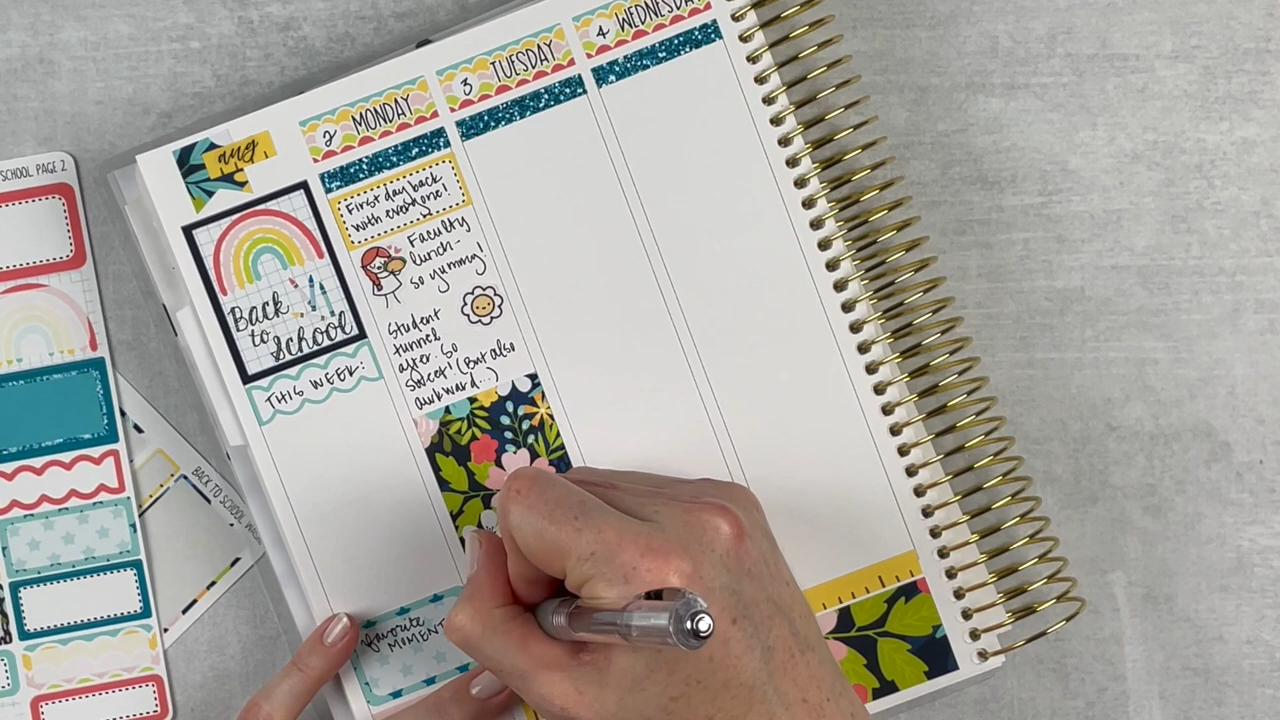 SCHOOL PAGE 2
aug
2 MONDAY
3 TUESDAY
4 WEDNESDAY
Back
to
School
THIS WEEK:
First day back
with everyone!
Faculty
lunch-
so yummy!
Student
tunnel
after. So
sweet! (But also
awkward...)
favorite
MOMENT
BACK TO SCHOOL WASH